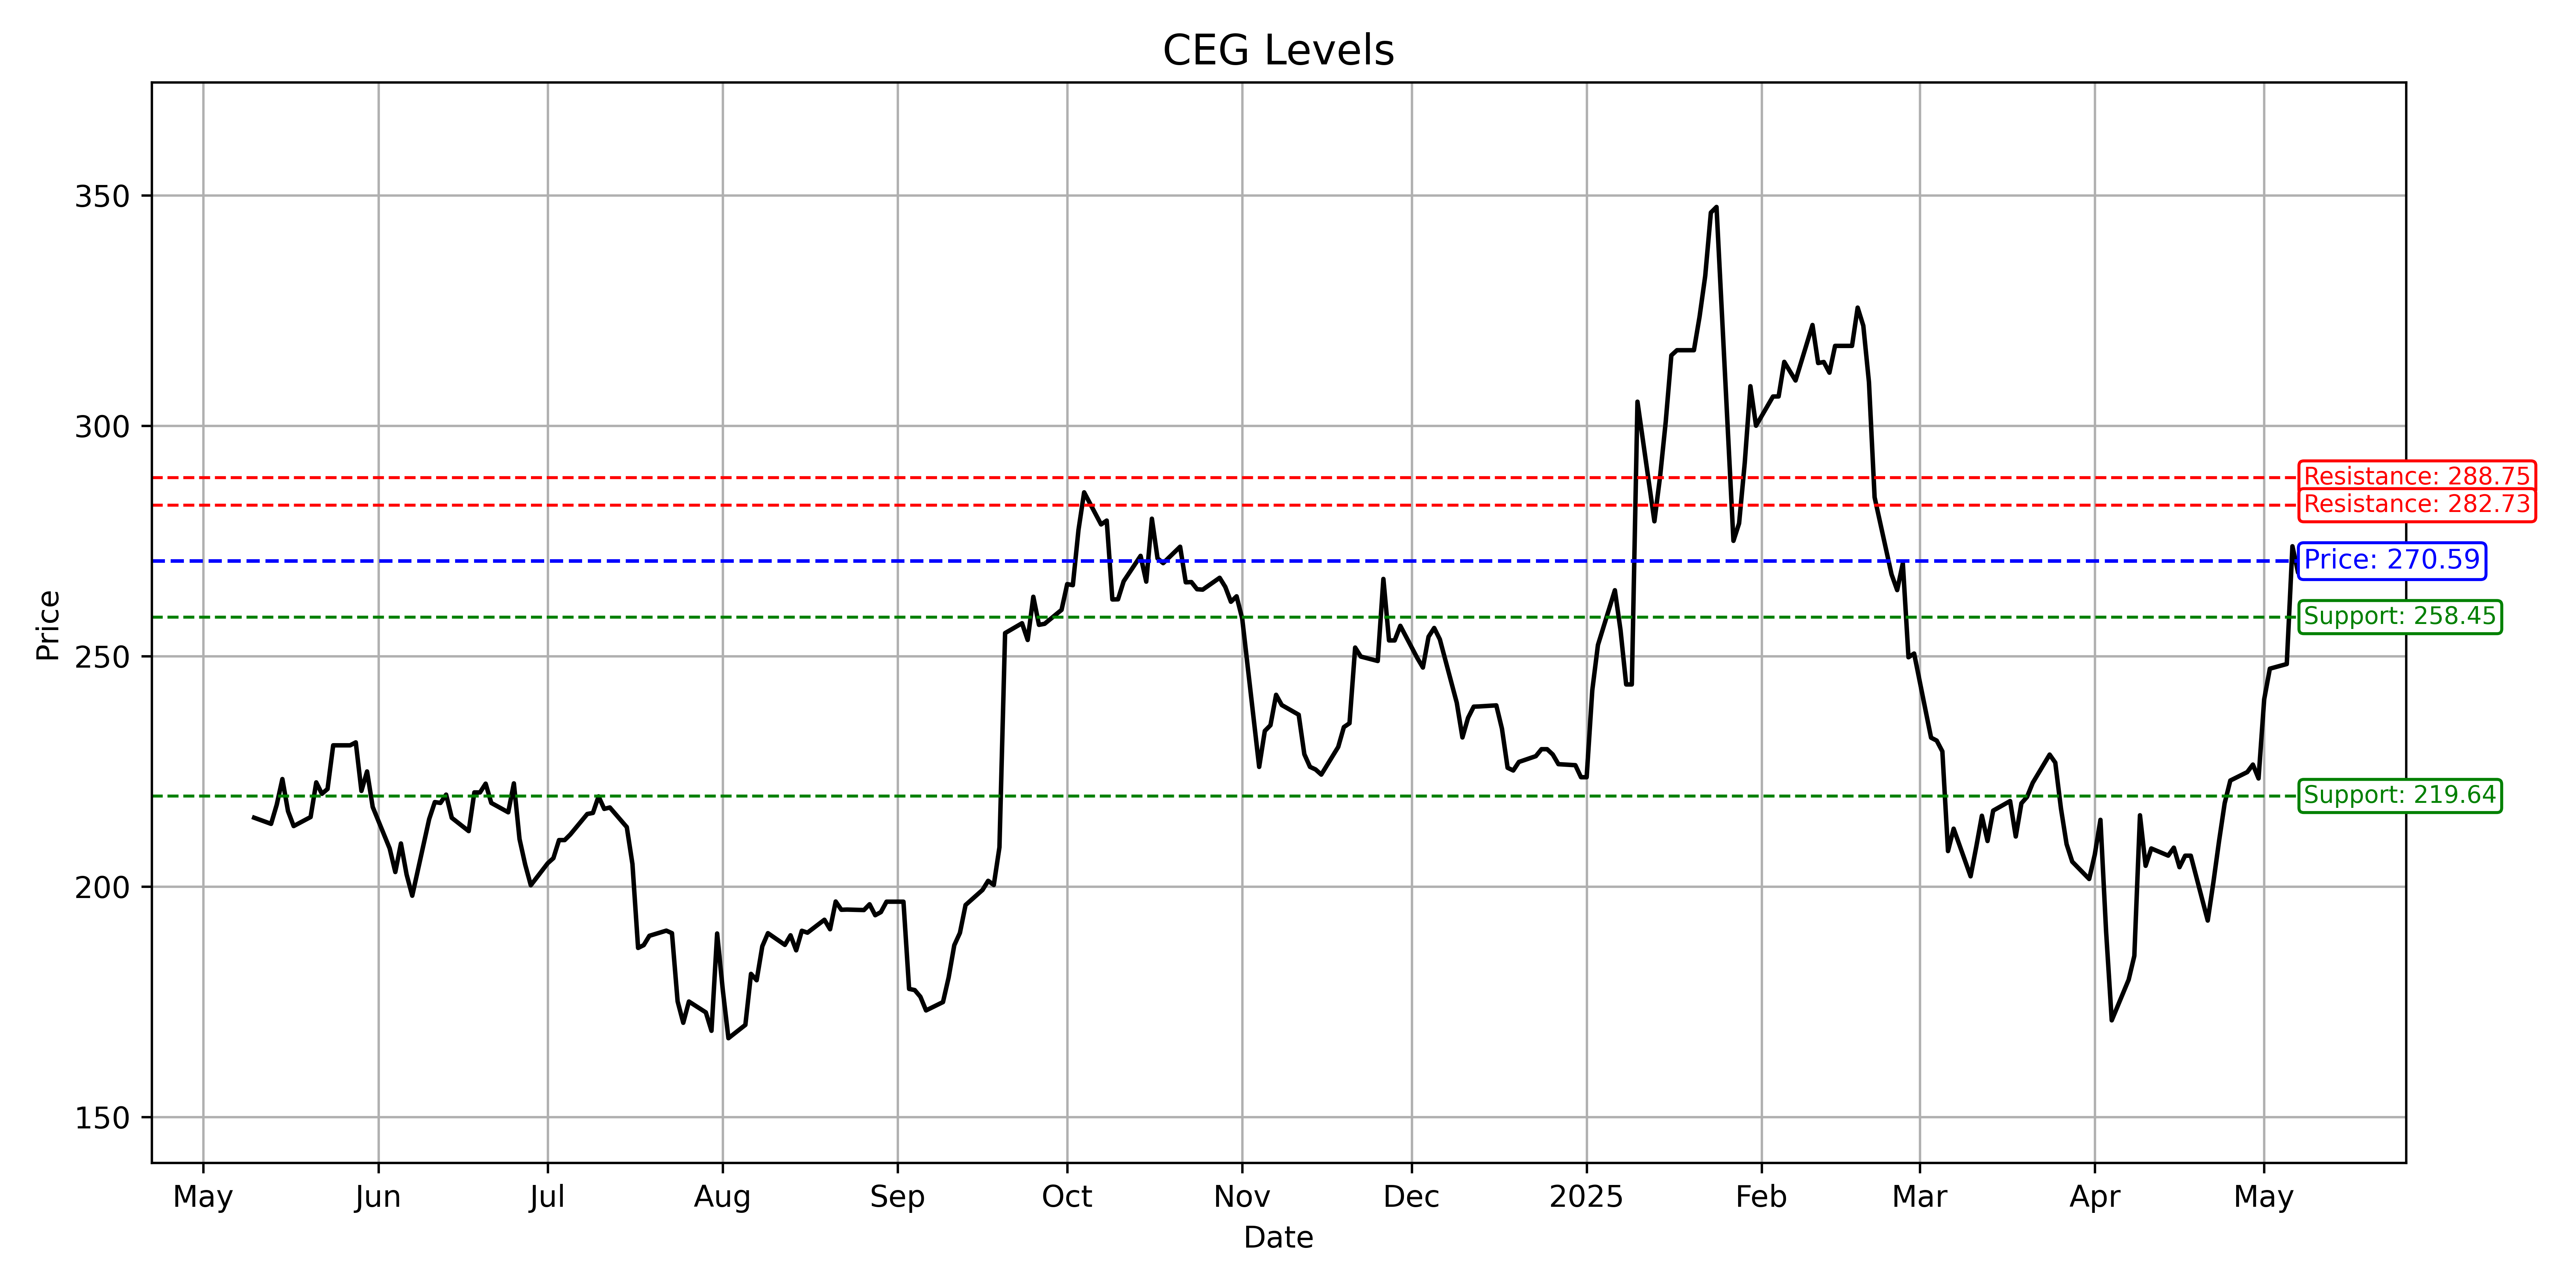 CEG Levels
350
300
250
200
150
Price
Resistance: 288.75
Resistance: 282.73
Price: 270.59
Support: 258.45
Support: 219.64
May Jun Jul Aug Sep Oct Nov Dec 2025 Feb Mar Apr May
Date